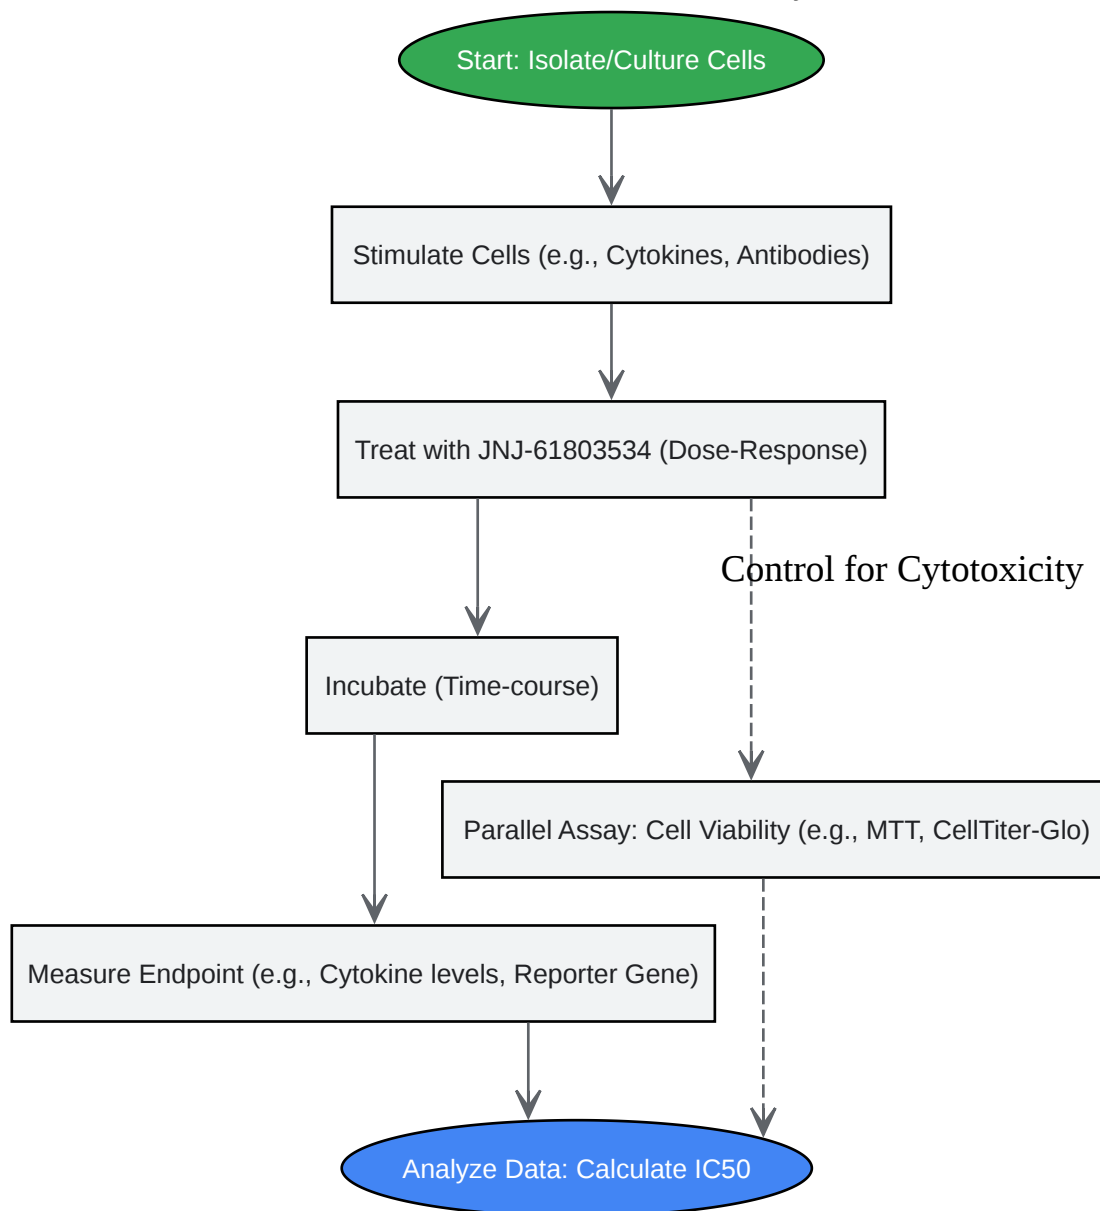 Start: Isolate/Culture Cells
Stimulate Cells (e.g., Cytokines, Antibodies)
Treat with JNJ-61803534 (Dose-Response)
Control for Cytotoxicity
Incubate (Time-course)
Parallel Assay: Cell Viability (e.g., MTT, CellTiter-Glo)
Measure Endpoint (e.g., Cytokine levels, Reporter Gene)
Analyze Data: Calculate IC50